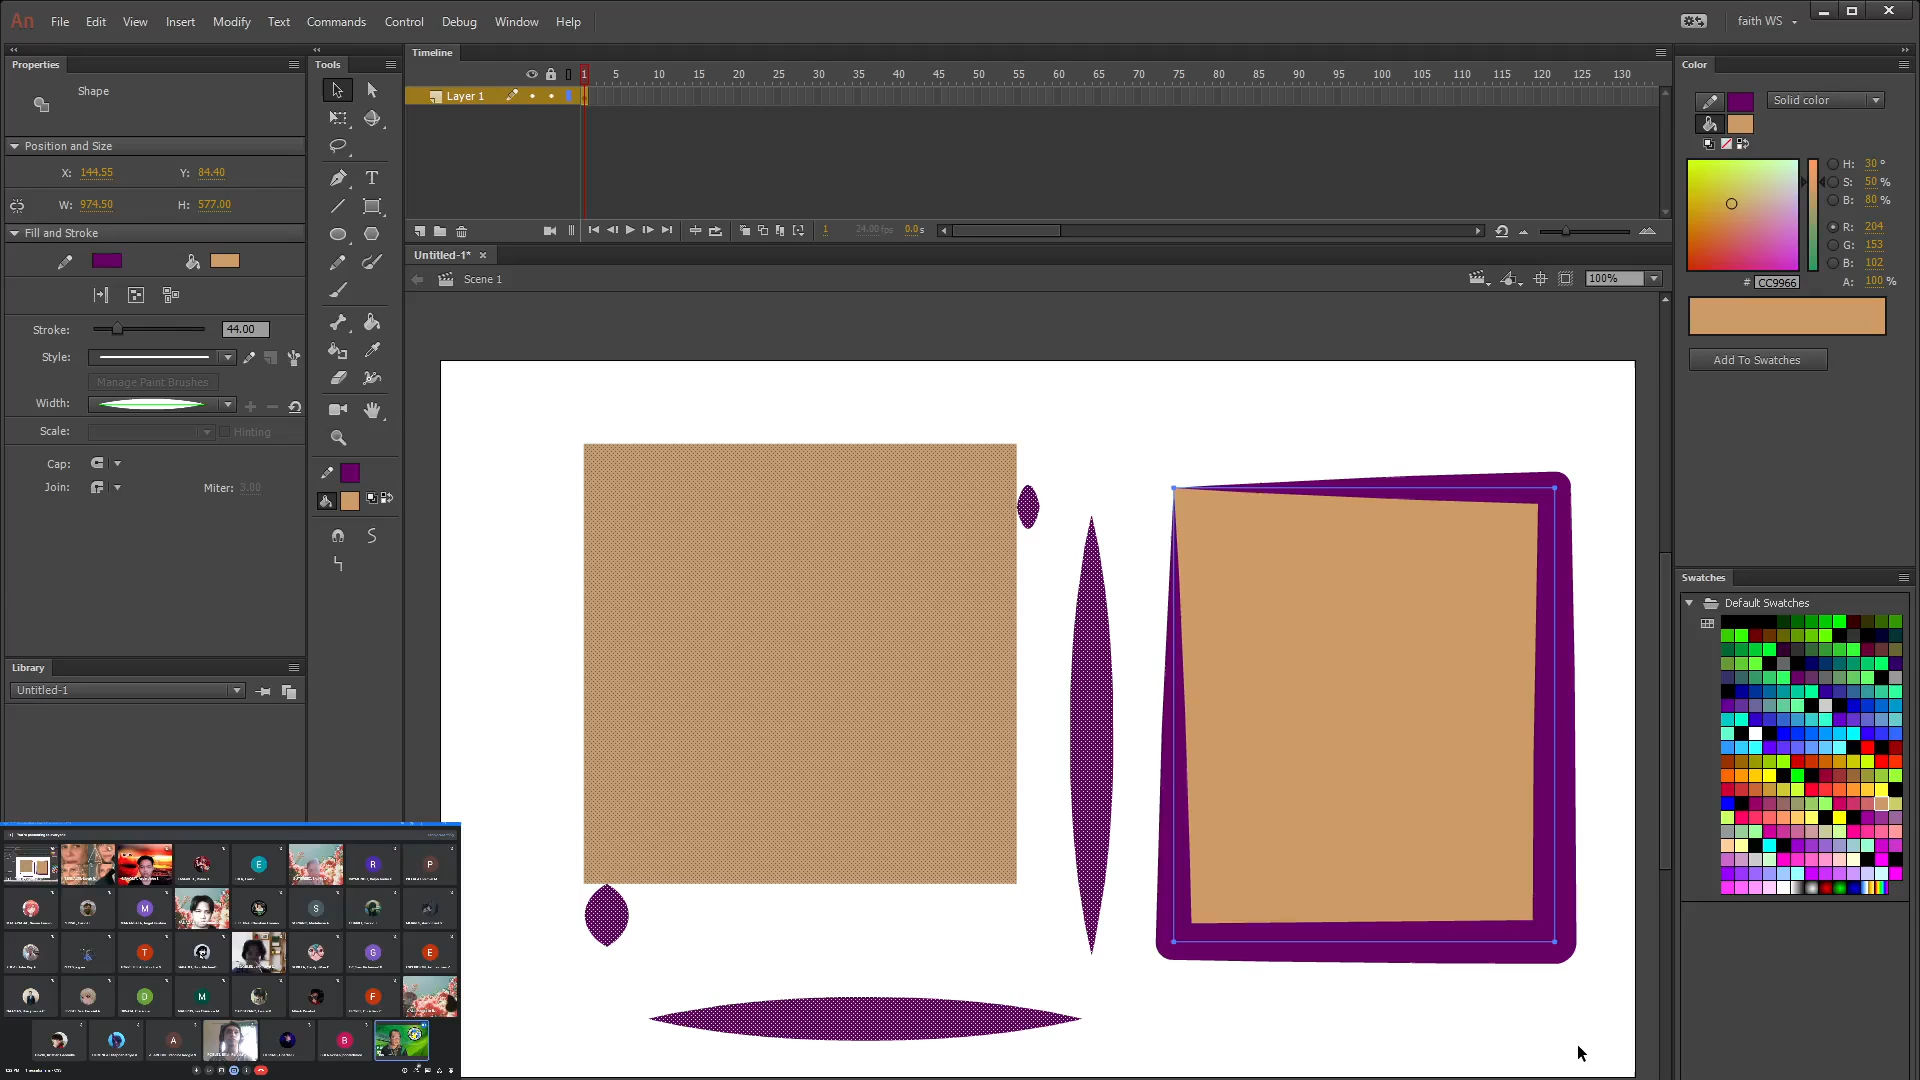 An File Edit View Insert Modify Text Commands Control Debug Window Help
faith WS
Properties
Shape
Position and Size
X: 144.55 Y: 84.40
W: 974.50 H: 577.00
Fill and Stroke
Stroke: 44.00
Style:
Manage Paint Brushes
Width:
Scale: Hinting
Cap:
Join: Miter: 3.00
Library
Untitled-1
Tools
T
Timeline
1 5 10 15 20 25 30 35 40 45 50 55 60 65 70 75 80 85 90 95 100 105 110 115 120 125 130
Layer 1
1 24.00 fps 0.0 s
Untitled-1*
Scene 1
100%
Color
Solid color
H: 30 °
S: 50 %
B: 80 %
R: 204
G: 153
B: 102
# CC9966 A: 100 %
Add To Swatches
Swatches
Default Swatches
E R P
M S
T G E
D M F
A B